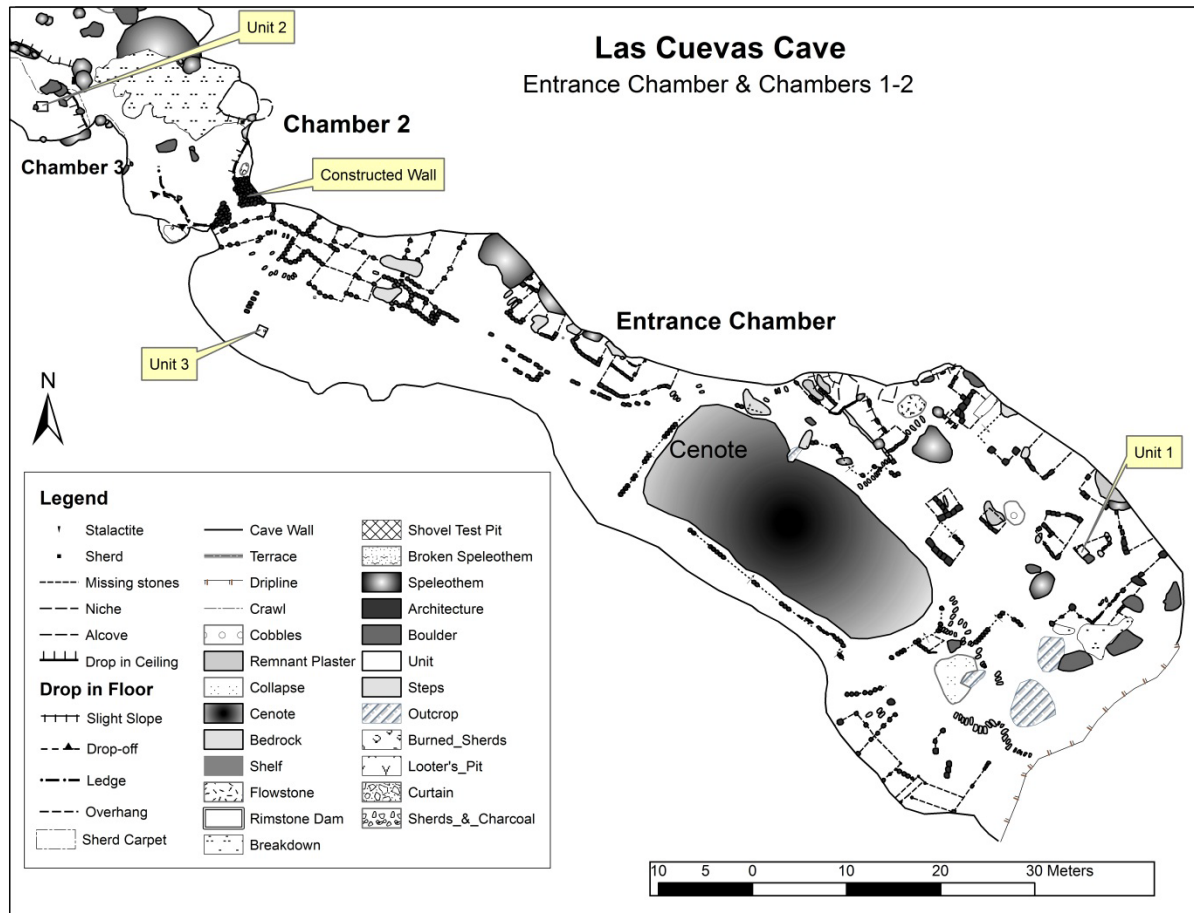 Unit 2
Las Cuevas Cave
Entrance Chamber & Chambers 1-2
Chamber 2
Chamber 3
Constructed Wall
Entrance Chamber
Unit 3
N
Cenote
Unit 1
Legend
Stalactite
Sherd
Missing stones
Niche
Alcove
Drop in Ceiling
Drop in Floor
Slight Slope
Drop-off
Ledge
Overhang
Sherd Carpet
Cave Wall
Terrace
Dripline
Crawl
Cobbles
Remnant Plaster
Collapse
Cenote
Bedrock
Shelf
Flowstone
Rimstone Dam
Breakdown
Shovel Test Pit
Broken Speleothem
Speleothem
Architecture
Boulder
Unit
Steps
Outcrop
Burned_Sherds
Looter's_Pit
Curtain
Sherds_&_Charcoal
10 5 0 10 20 30 Meters